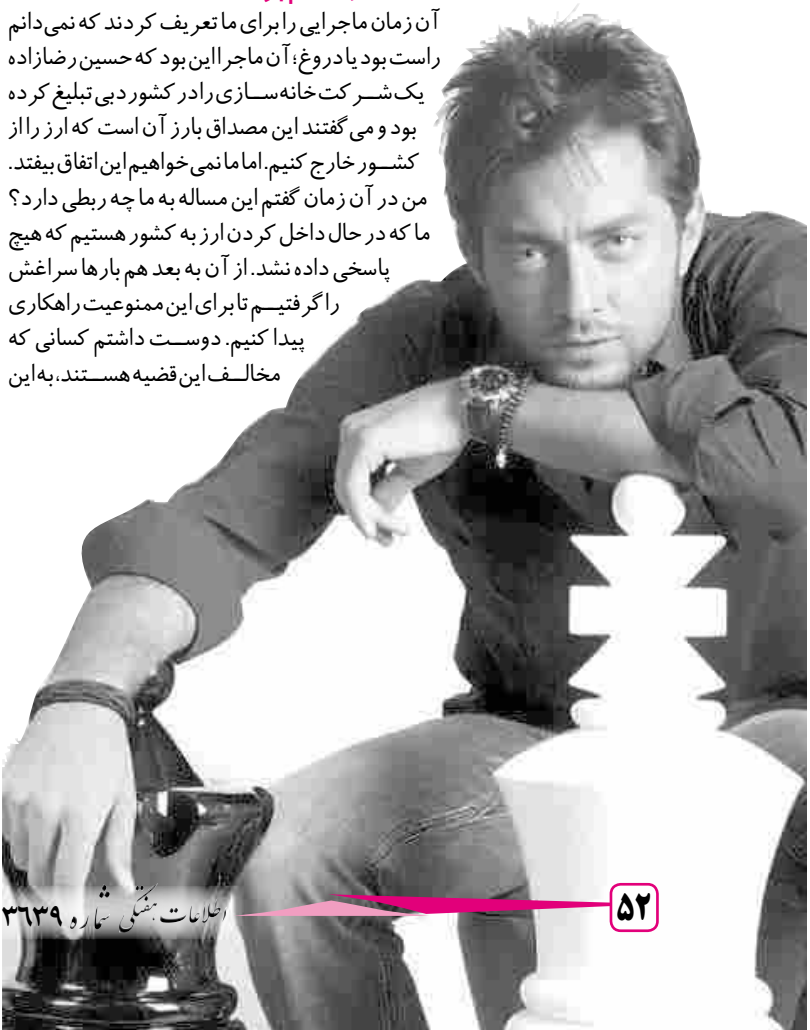 آن زمان ماجرایی را برای ما تعریف کردند که نمی‌دانم
راست بود یا دروغ؛ آن ماجرا این بود که حسین رضازاده
یک شرکت خانه‌سازی را در کشور دبی تبلیغ کرده
بود و می گفتند این مصداق بارز آن است که ارز را از
کشور خارج کنیم. اما ما نمی خواهیم این اتفاق بیفتد.
من در آن زمان گفتم این مساله به ما چه ربطی دارد؟
ما که در حال داخل کردن ارز به کشور هستیم که هیچ
پاسخی داده نشد. از آن به بعد هم بارها سراغش
را گرفتیم تا برای این ممنوعیت راهکاری
پیدا کنیم. دوست داشتم کسانی که
مخالف این قضیه هستند، به این
۵۲
اطلاعات هفتگی شماره ۳۶۳۹